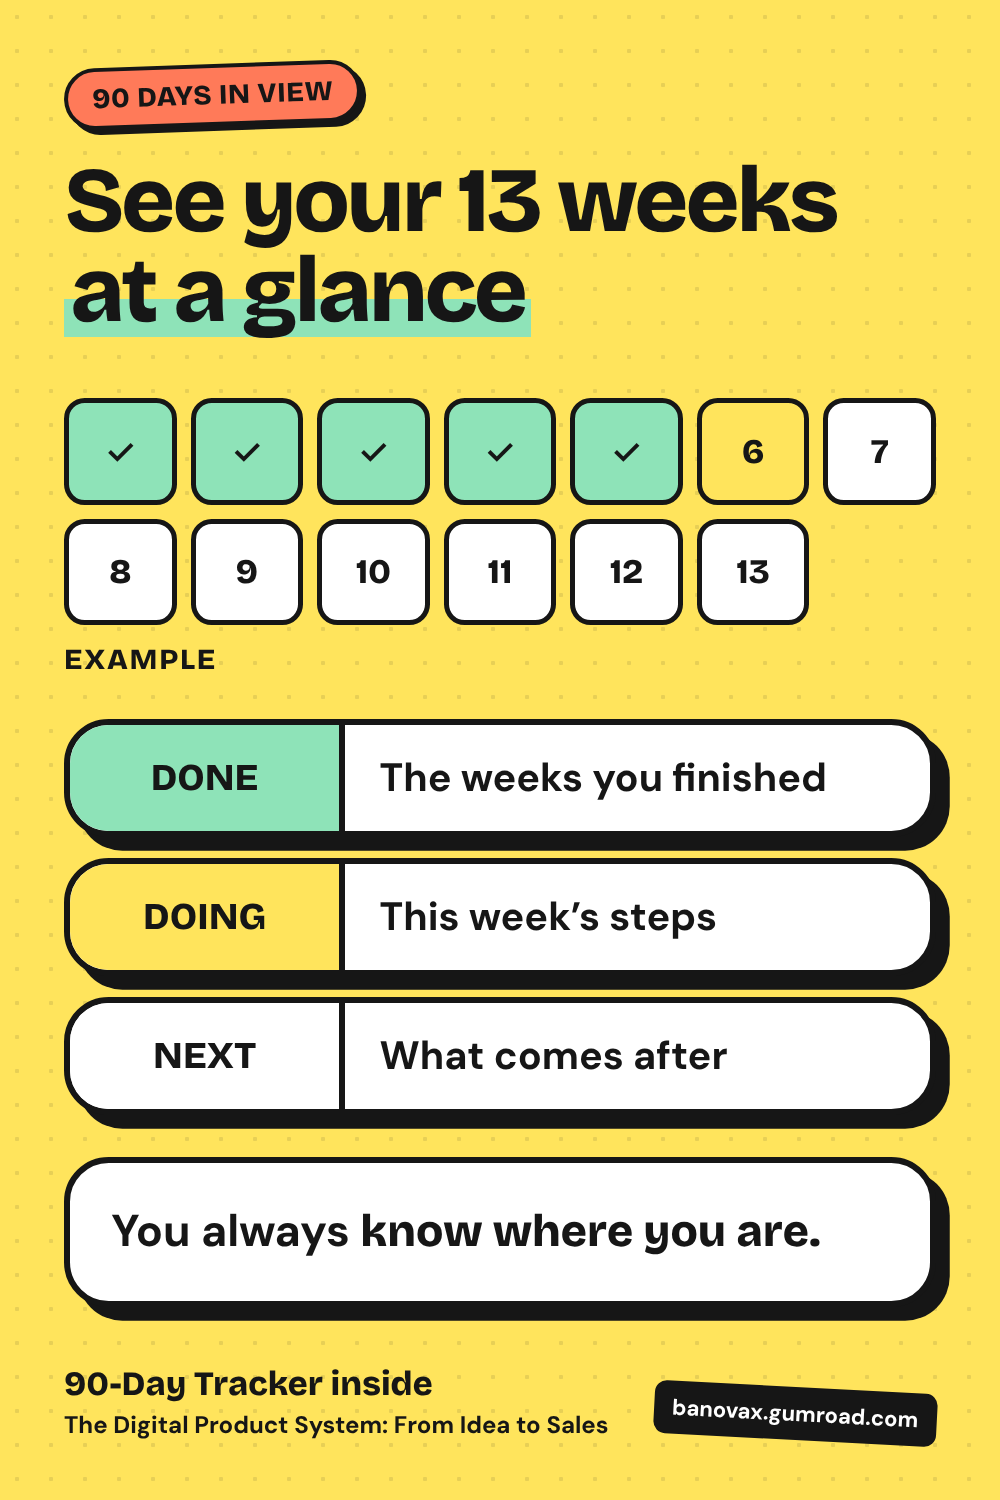 90 DAYS IN VIEW
See your 13 weeks
at a glance
✓ ✓ ✓ ✓ ✓ 6 7
8 9 10 11 12 13
EXAMPLE
DONE The weeks you finished
DOING This week’s steps
NEXT What comes after
You always know where you are.
90-Day Tracker inside
The Digital Product System: From Idea to Sales
banovax.gumroad.com